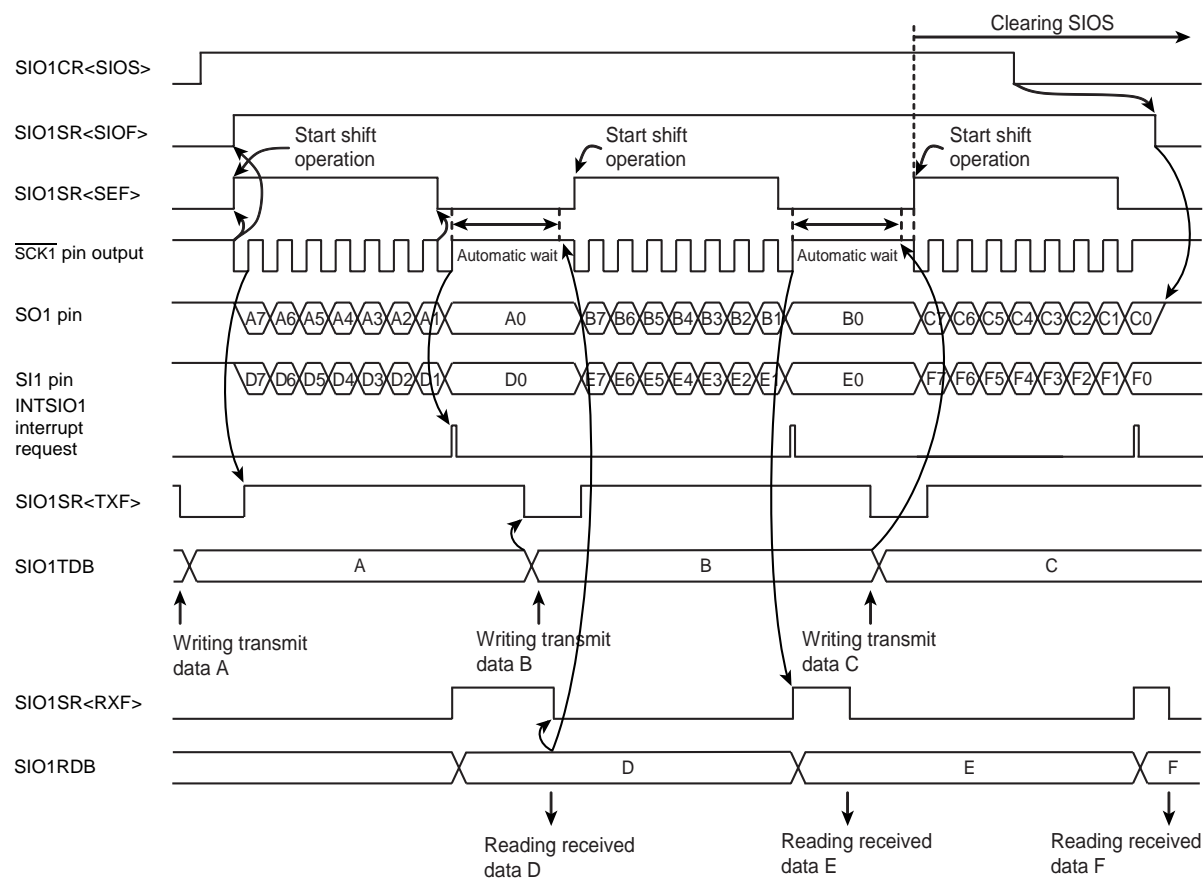 Clearing SIOS
SIO1CR<SIOS>
SIO1SR<SIOF>
Start shift
operation
Start shift
operation
Start shift
operation
SIO1SR<SEF>
SCK1 pin output
Automatic wait
Automatic wait
SO1 pin
A7 A6 A5 A4 A3 A2 A1 A0 B7 B6 B5 B4 B3 B2 B1 B0 C7 C6 C5 C4 C3 C2 C1 C0
SI1 pin
D7 D6 D5 D4 D3 D2 D1 D0 E7 E6 E5 E4 E3 E2 E1 E0 F7 F6 F5 F4 F3 F2 F1 F0
INTSIO1
interrupt
request
SIO1SR<TXF>
SIO1TDB
A B C
Writing transmit
data A
Writing transmit
data B
Writing transmit
data C
SIO1SR<RXF>
SIO1RDB
D E F
Reading received
data D
Reading received
data E
Reading received
data F